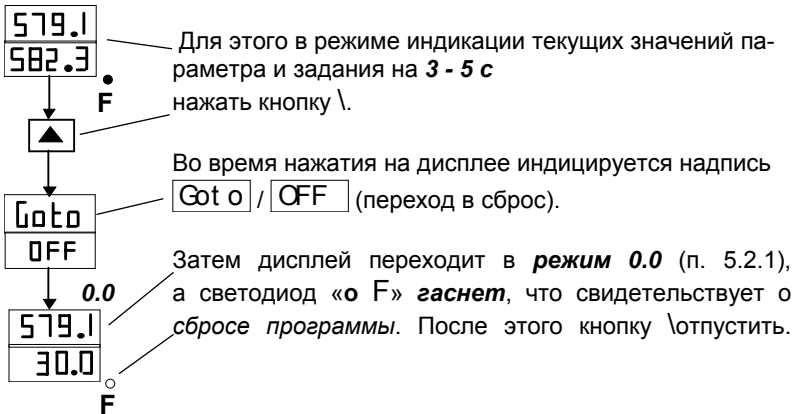 579.1
582.3
F
Для этого в режиме индикации текущих значений па-
раметра и задания на 3 - 5 с
нажать кнопку \.
Во время нажатия на дисплее индицируется надпись
Got o / OFF (переход в сброс).
Goto
OFF
Затем дисплей переходит в режим 0.0 (п. 5.2.1),
а светодиод «o F» гаснет, что свидетельствует о
сбросе программы. После этого кнопку \отпустить.
0.0
579.1
30.0
F